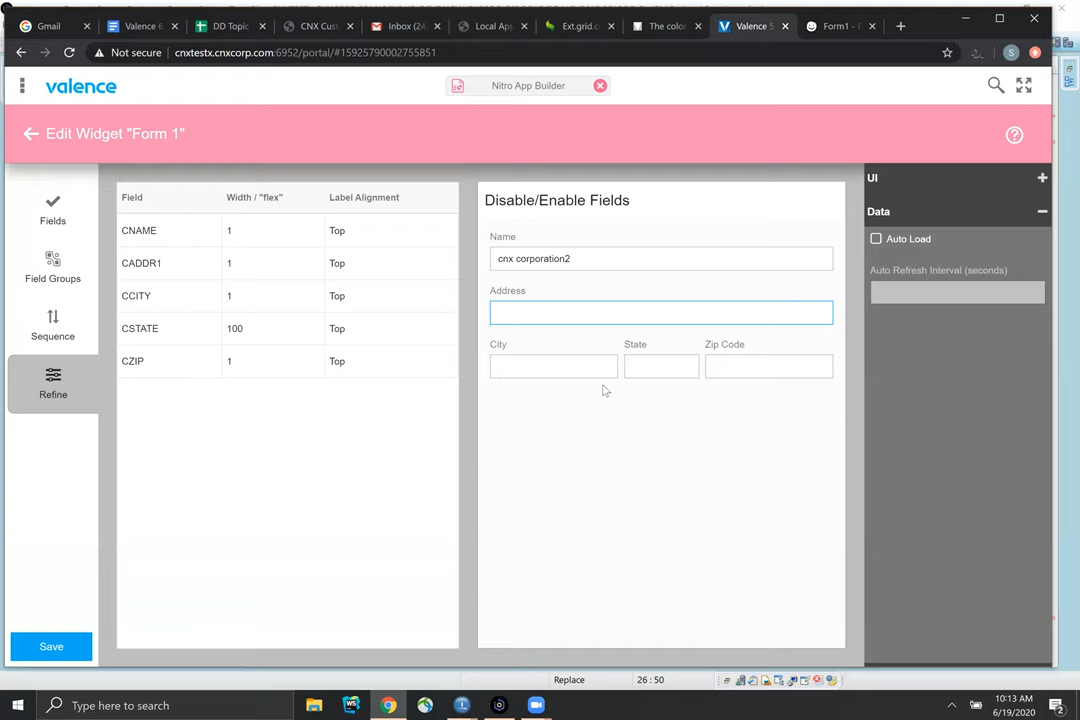 Gmail
Valence 6
DD Topic
CNX Cust
Inbox (24
Local App
Ext.grid.c
The color
Valence 5
Form1 - E
Not secure
cnxtestx.cnxcorp.com:6952/portal/#15925790002755851
S
valence
Nitro App Builder
Edit Widget "Form 1"
Fields
Field Groups
Sequence
Refine
Save
Field Width / "flex" Label Alignment
CNAME 1 Top
CADDR1 1 Top
CCITY 1 Top
CSTATE 100 Top
CZIP 1 Top
Disable/Enable Fields
Name
cnx corporation2
Address
City State Zip Code
UI
Data
Auto Load
Auto Refresh Interval (seconds)
Replace 26 : 50
Type here to search
WS
10:13 AM
6/19/2020
2